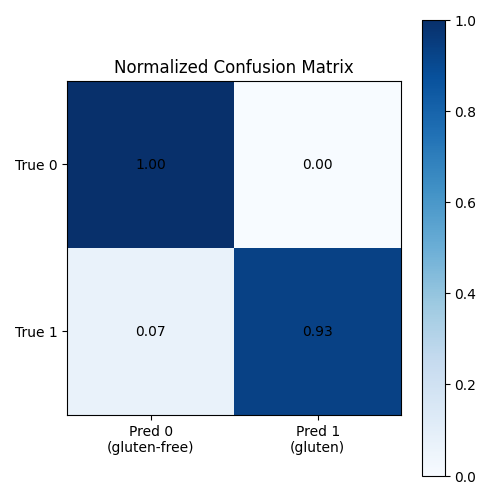 Normalized Confusion Matrix
True 0
1.00
0.00
True 1
0.07
0.93
Pred 0
(gluten-free)
Pred 1
(gluten)
1.0
0.8
0.6
0.4
0.2
0.0